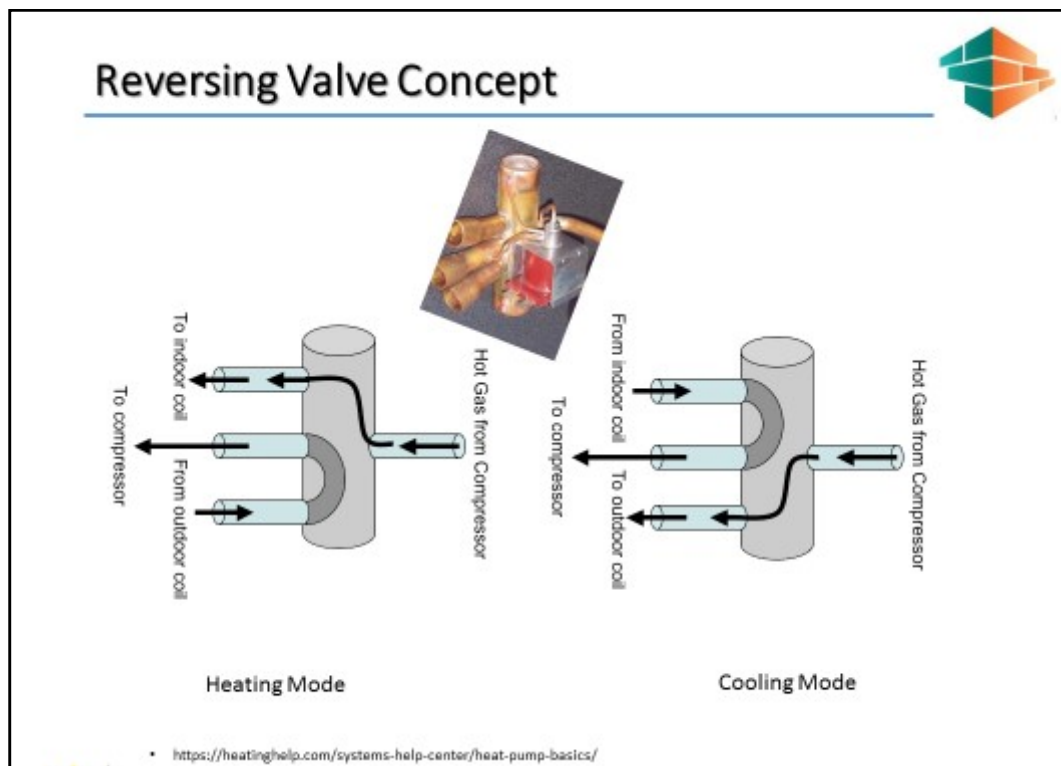 Reversing Valve Concept
To indoor coil
To compressor
From outdoor coil
Hot Gas from Compressor
From indoor coil
To compressor
To outdoor coil
Hot Gas from Compressor
Heating Mode
Cooling Mode
• https://heatinghelp.com/systems-help-center/heat-pump-basics/